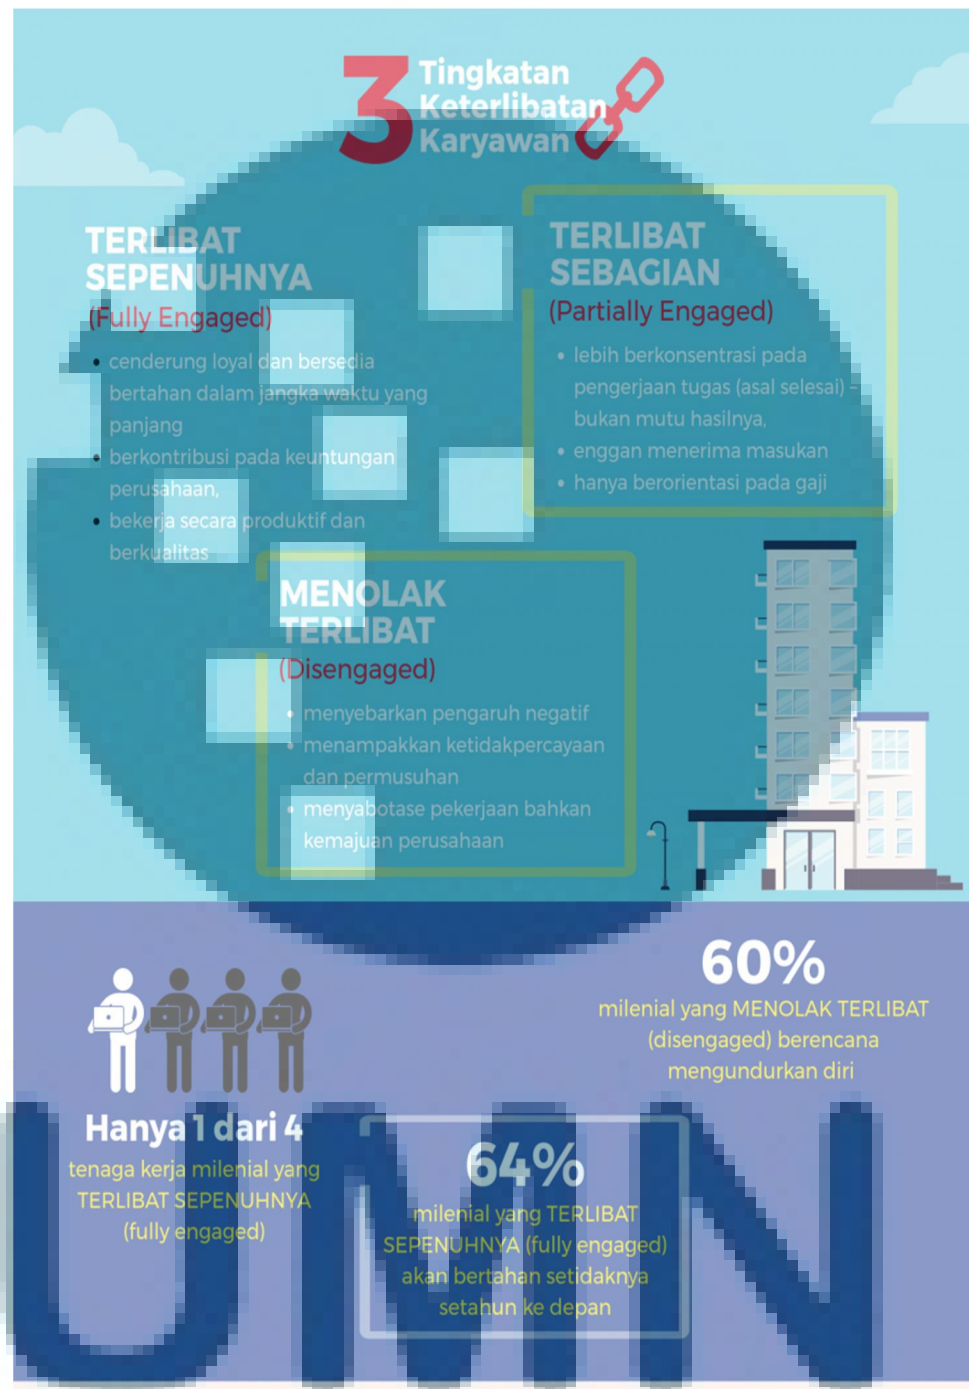 3 Tingkatan
Keterlibatan
Karyawan
TERLIBAT
SEPENUHNYA
(Fully Engaged)
• cenderung loyal dan bersedia
bertahan dalam jangka waktu yang
panjang
• berkontribusi pada keuntungan
perusahaan,
• bekerja secara produktif dan
berkualitas
TERLIBAT
SEBAGIAN
(Partially Engaged)
• lebih berkonsentrasi pada
pengerjaan tugas (asal selesai) –
bukan mutu hasilnya,
• enggan menerima masukan
• hanya berorientasi pada gaji
MENOLAK
TERLIBAT
(Disengaged)
• menyebarkan pengaruh negatif
• menampakkan ketidakpercayaan
dan permusuhan
• menyabotase pekerjaan bahkan
kemajuan perusahaan
60%
milenial yang MENOLAK TERLIBAT
(disengaged) berencana
mengundurkan diri
Hanya 1 dari 4
tenaga kerja milenial yang
TERLIBAT SEPENUHNYA
(fully engaged)
64%
milenial yang TERLIBAT
SEPENUHNYA (fully engaged)
akan bertahan setidaknya
setahun ke depan
UMN